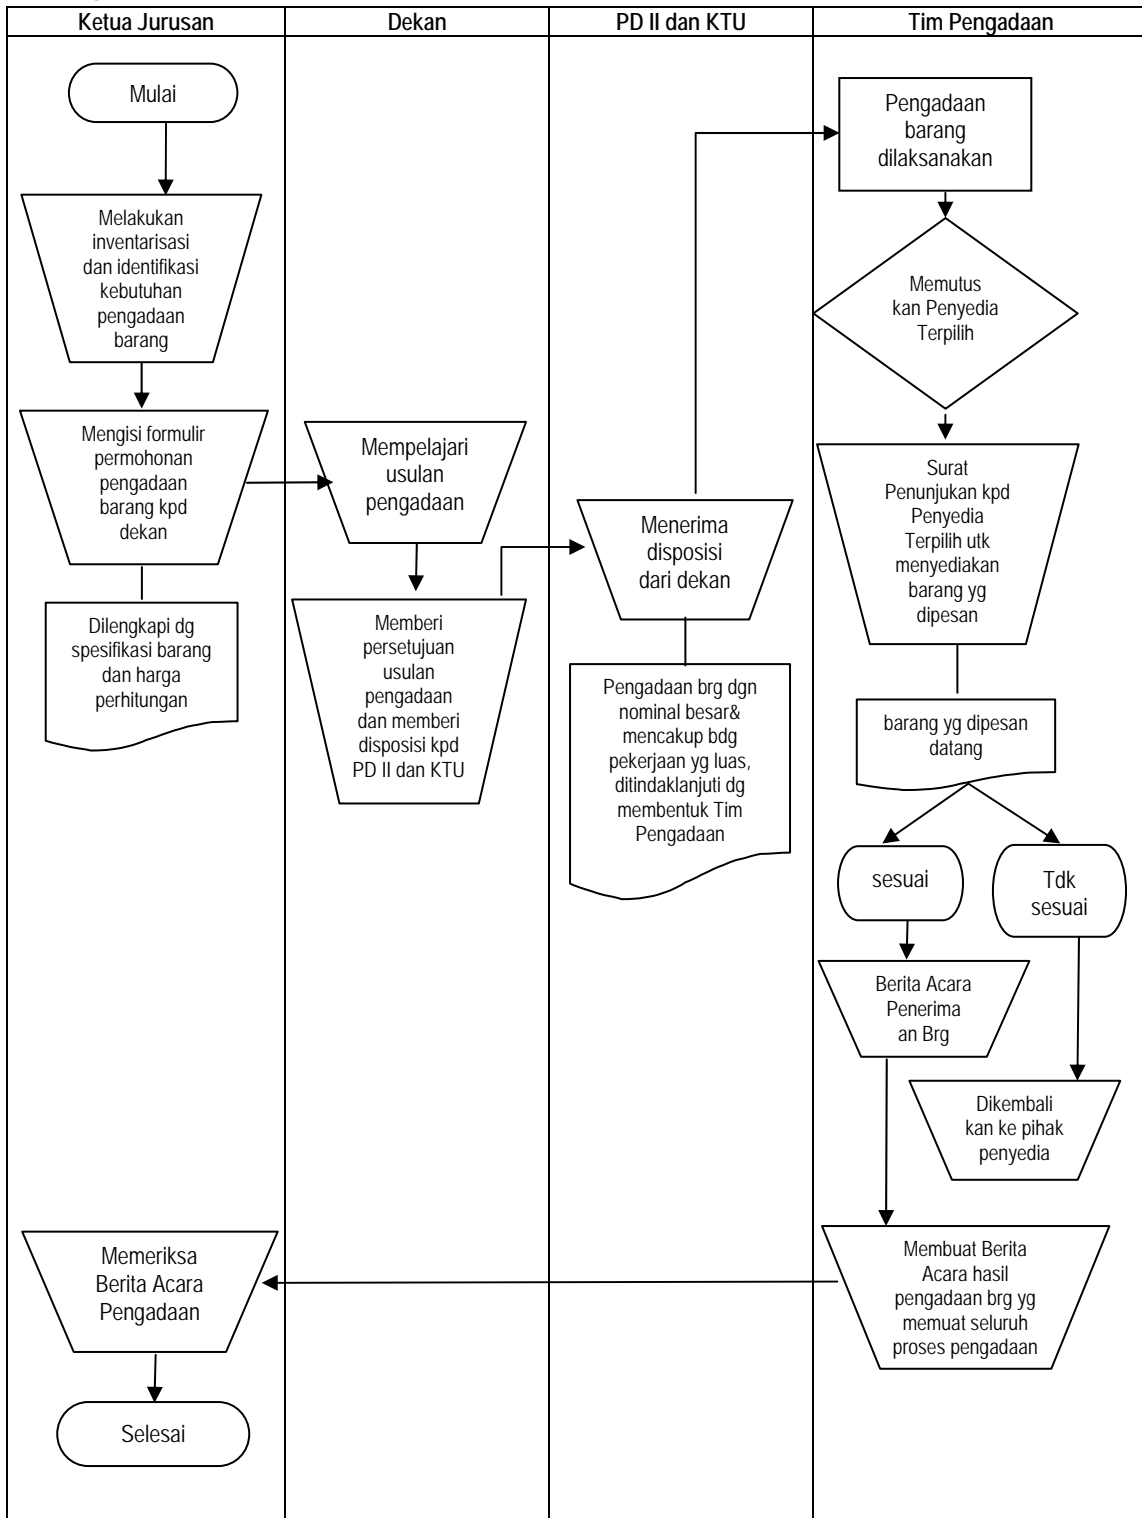 Ketua Jurusan
Dekan
PD II dan KTU
Tim Pengadaan
Mulai
Melakukan
inventarisasi
dan identifikasi
kebutuhan
pengadaan
barang
Mengisi formulir
permohonan
pengadaan
barang kpd
dekan
Dilengkapi dg
spesifikasi barang
dan harga
perhitungan
Mempelajari
usulan
pengadaan
Memberi
persetujuan
usulan
pengadaan
dan memberi
disposisi kpd
PD II dan KTU
Menerima
disposisi
dari dekan
Pengadaan brg dgn
nominal besar&
mencakup bdg
pekerjaan yg luas,
ditindaklanjuti dg
membentuk Tim
Pengadaan
Pengadaan
barang
dilaksanakan
Memutus
kan Penyedia
Terpilih
Surat
Penunjukan kpd
Penyedia
Terpilih utk
menyediakan
barang yg
dipesan
barang yg dipesan
datang
sesuai
Tdk
sesuai
Berita Acara
Penerima
an Brg
Dikembali
kan ke pihak
penyedia
Membuat Berita
Acara hasil
pengadaan brg yg
memuat seluruh
proses pengadaan
Memeriksa
Berita Acara
Pengadaan
Selesai